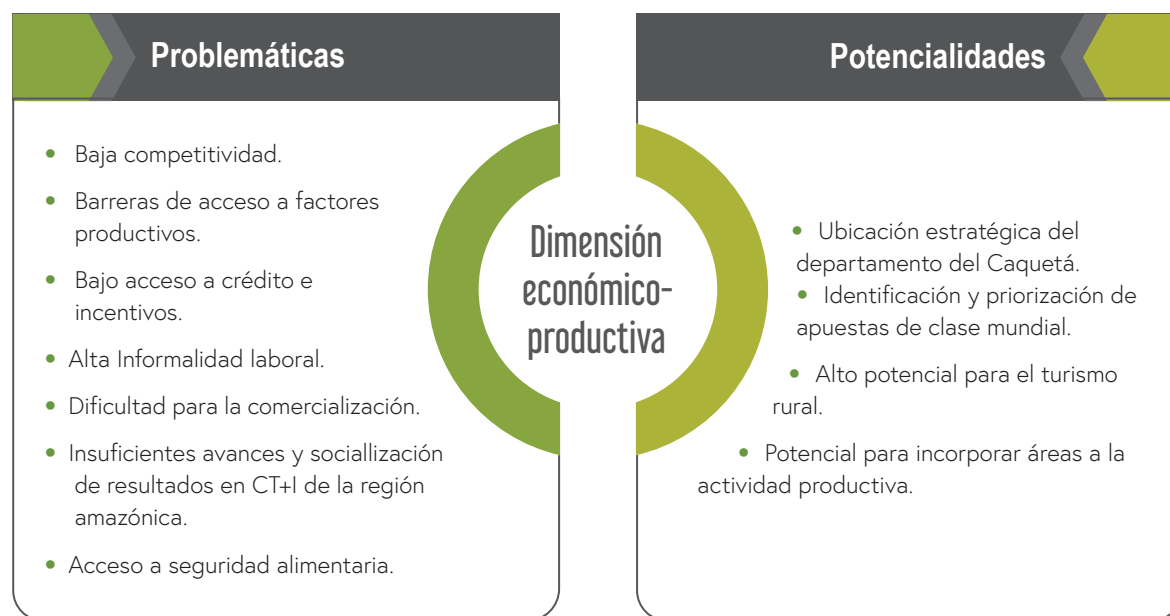 Problemáticas
• Baja competitividad.
• Barreras de acceso a factores
productivos.
• Bajo acceso a crédito e
incentivos.
• Alta Informalidad laboral.
• Dificultad para la comercialización.
• Insuficientes avances y sociallización
de resultados en CT+I de la región
amazónica.
• Acceso a seguridad alimentaria.
Dimensión
económico-
productiva
Potencialidades
• Ubicación estratégica del
departamento del Caquetá.
• Identificación y priorización de
apuestas de clase mundial.
• Alto potencial para el turismo
rural.
• Potencial para incorporar áreas a la
actividad productiva.